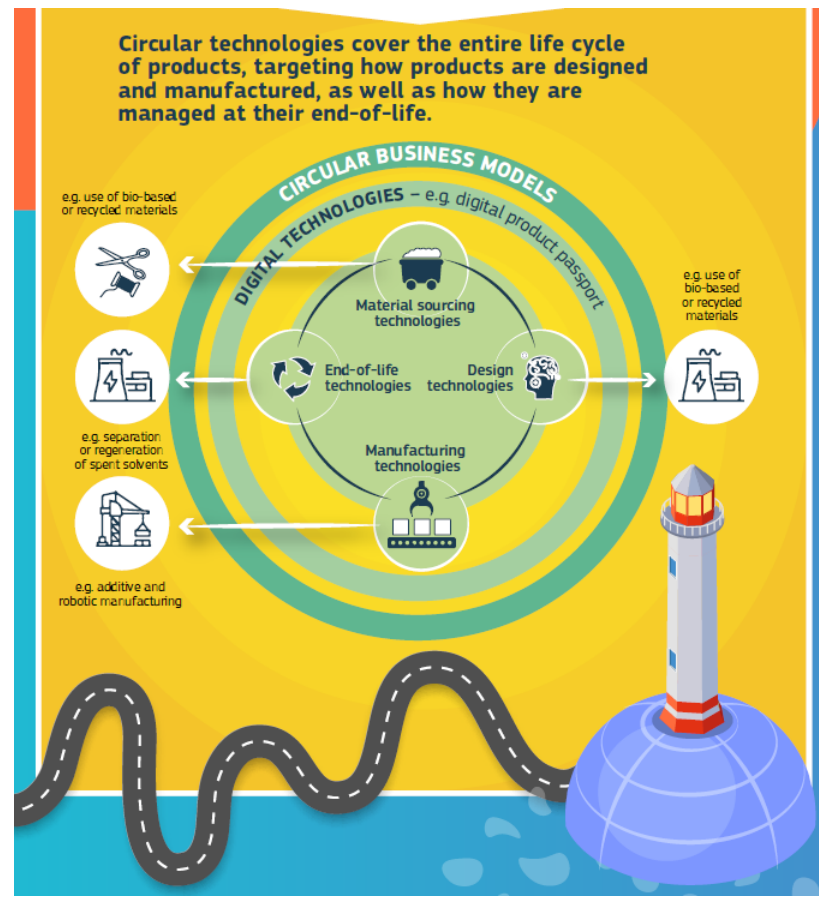 Circular technologies cover the entire life cycle
of products, targeting how products are designed
and manufactured, as well as how they are
managed at their end-of-life.
CIRCULAR BUSINESS MODELS
DIGITAL TECHNOLOGIES – e.g. digital product passport
e.g. use of bio-based
or recycled materials
Material sourcing
technologies
e.g. use of
bio-based
or recycled
materials
End-of-life
technologies
Design
technologies
e.g. separation
or regeneration
of spent solvents
Manufacturing
technologies
e.g. additive and
robotic manufacturing